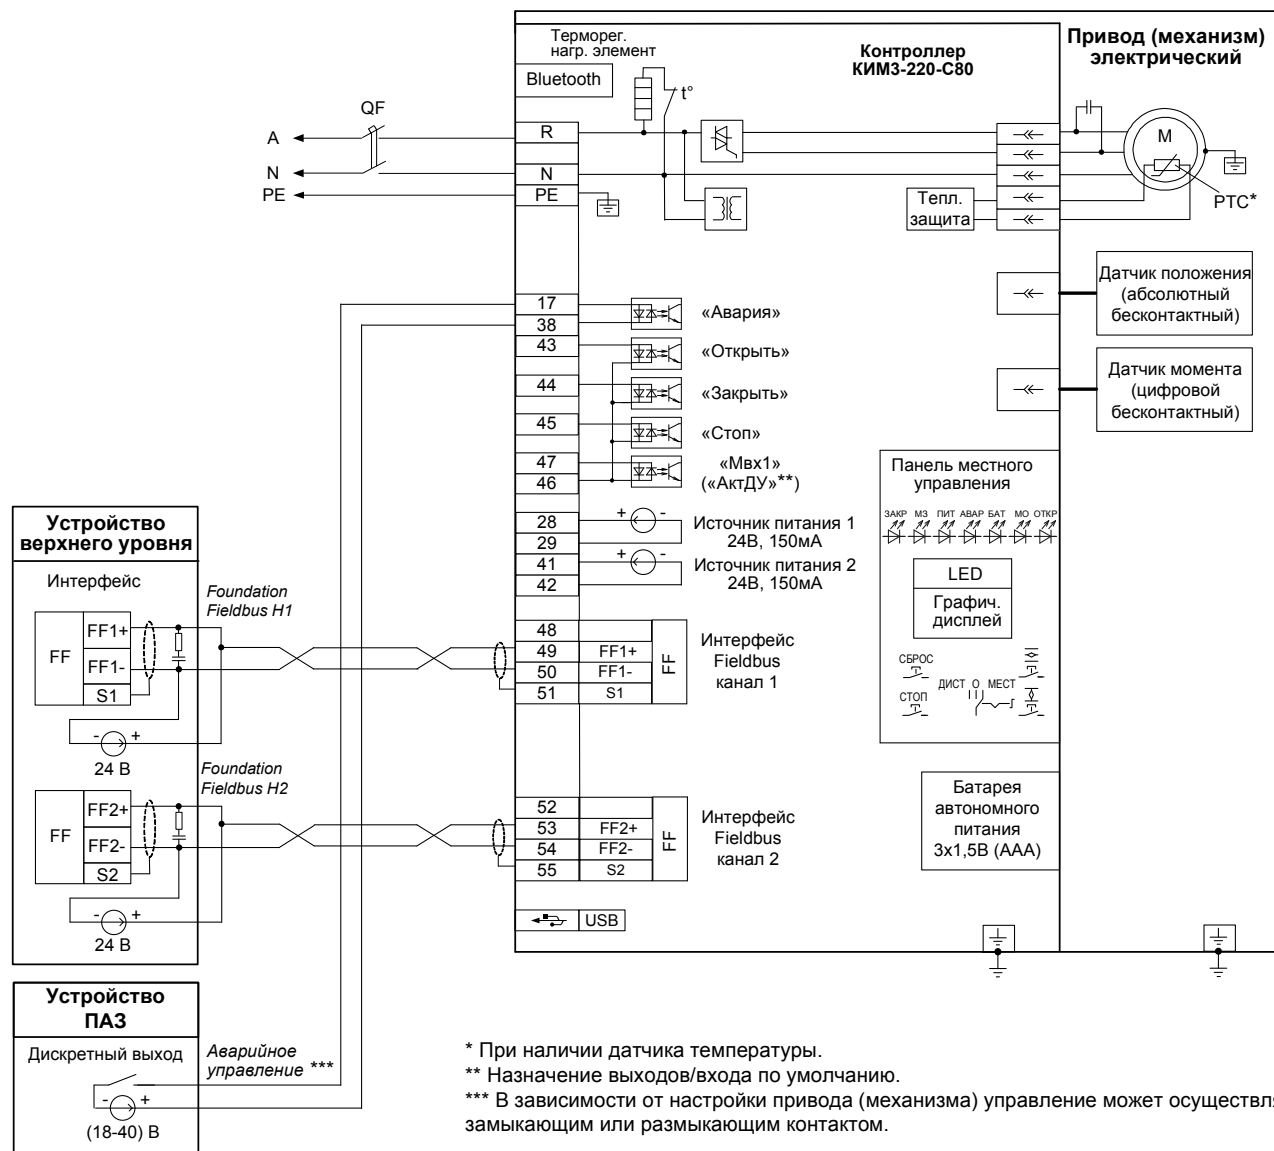 Терморег.
нагр. элемент
Bluetooth
Контроллер
КИМ3-220-С80
Привод (механизм)
электрический
t°
QF
A
N
PE
R
N
PE
M
PTC*
Тепл.
защита
Датчик положения
(абсолютный
бесконтактный)
Датчик момента
(цифровой
бесконтактный)
17
38
«Авария»
43
«Открыть»
44
«Закрыть»
45
«Стоп»
47
46
«Мвх1»
(«АктДУ»**)
28
29
+ -
Источник питания 1
24В, 150мА
41
42
+ -
Источник питания 2
24В, 150мА
Панель местного
управления
ЗАКР МЗ ПИТ АВАР БАТ МО ОТКР
LED
Графич.
дисплей
СБРОС
СТОП
ДИСТ О МЕСТ
Устройство
верхнего уровня
Интерфейс
FF
FF1+
FF1-
S1
- +
24 В
Foundation
Fieldbus H1
48
49 FF1+
50 FF1-
51 S1
FF
Интерфейс
Fieldbus
канал 1
FF
FF2+
FF2-
S2
- +
24 В
Foundation
Fieldbus H2
52
53 FF2+
54 FF2-
55 S2
FF
Интерфейс
Fieldbus
канал 2
Батарея
автономного
питания
3х1,5В (ААА)
USB
Устройство
ПАЗ
Дискретный выход
- +
(18-40) В
Аварийное
управление ***
* При наличии датчика температуры.
** Назначение выходов/входа по умолчанию.
*** В зависимости от настройки привода (механизма) управление может осуществля
замыкающим или размыкающим контактом.